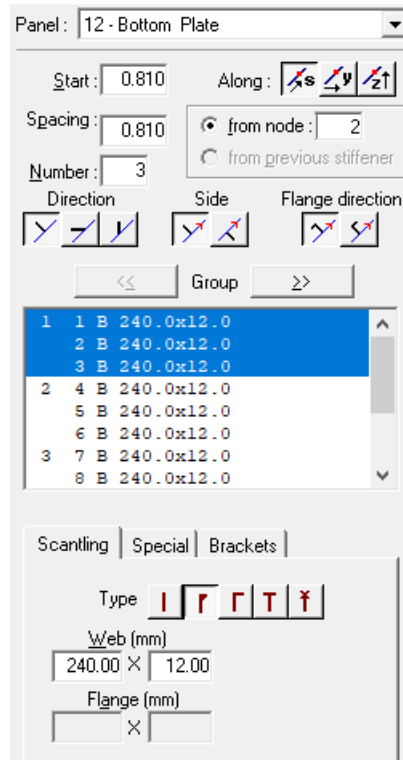 Panel : 12 - Bottom Plate
Start : 0.810 Along : s y z
Spacing : 0.810 from node : 2
Number : 3 from previous stiffener
Direction Side Flange direction
<< Group >>
1 1 B 240.0x12.0
2 B 240.0x12.0
3 B 240.0x12.0
2 4 B 240.0x12.0
5 B 240.0x12.0
6 B 240.0x12.0
3 7 B 240.0x12.0
8 B 240.0x12.0
Scantling Special Brackets
Type
Web (mm)
240.00 X 12.00
Flange (mm)
X